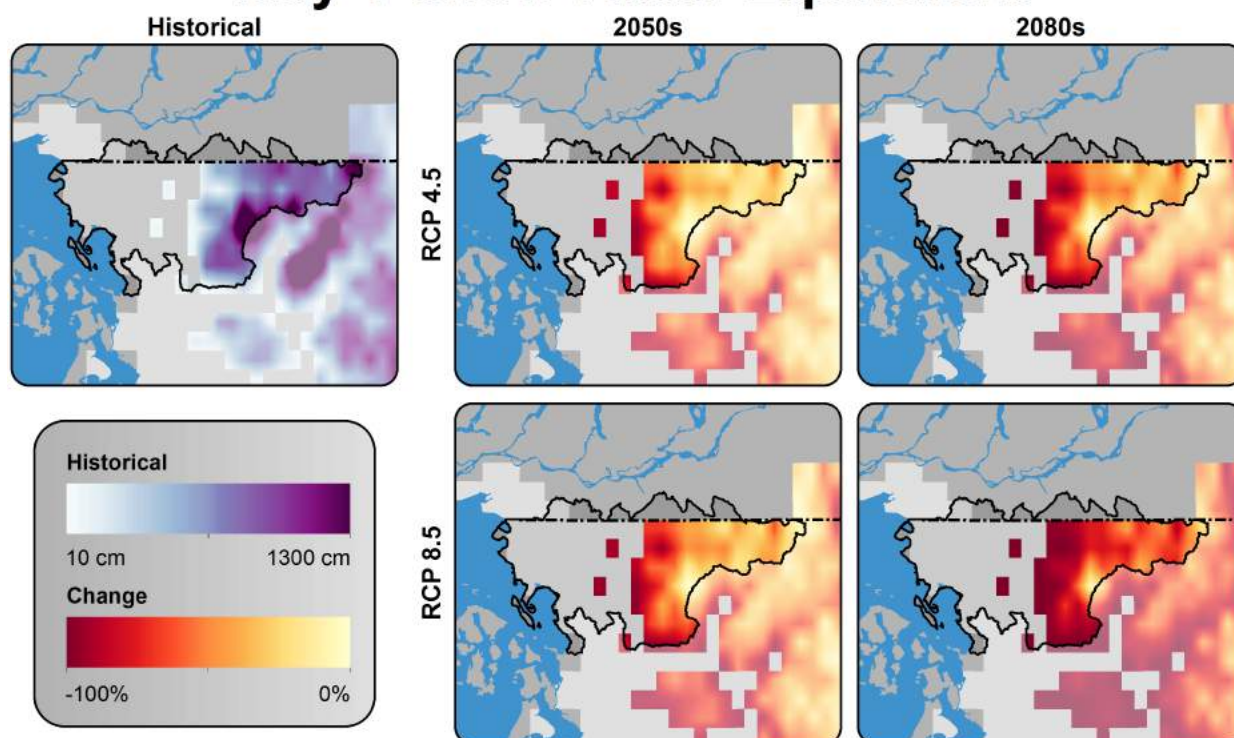 Historical
2050s
2080s
RCP 4.5
RCP 8.5
Historical
10 cm
1300 cm
Change
-100%
0%